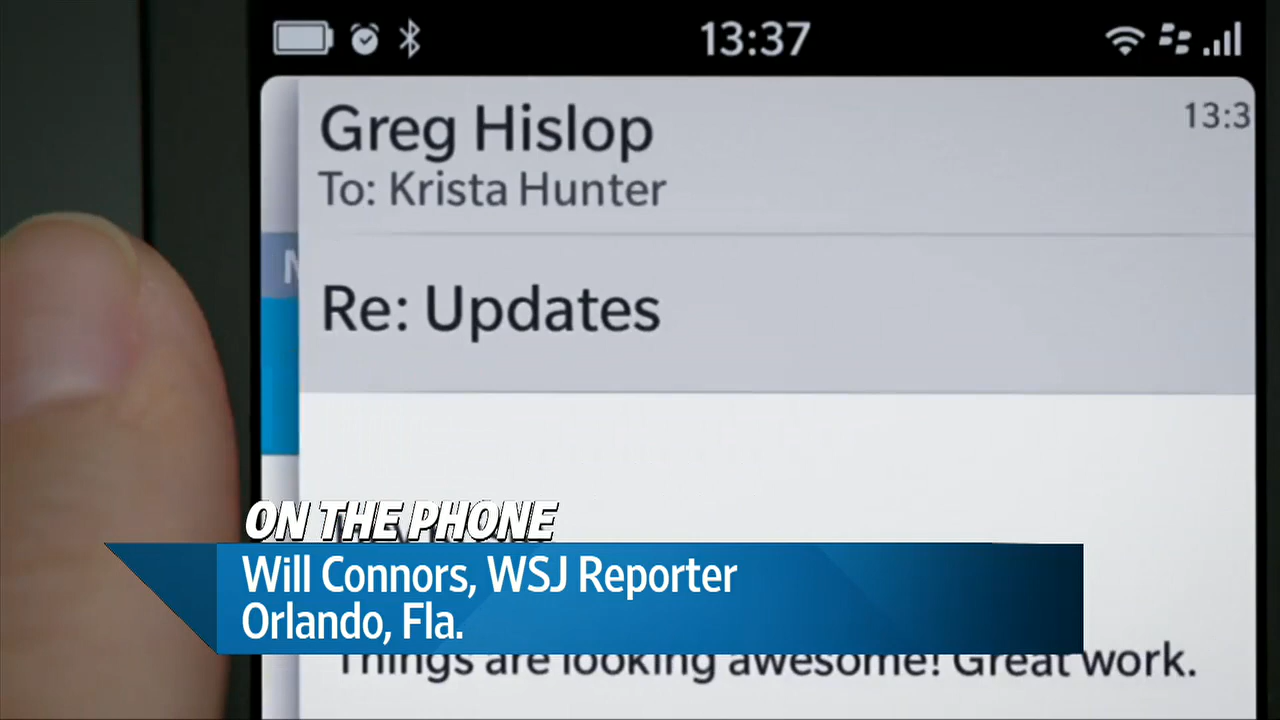 13:37
Greg Hislop
13:3
To: Krista Hunter
Re: Updates
ON THE PHONE
Will Connors, WSJ Reporter
Orlando, Fla.
Things are looking awesome! Great work.